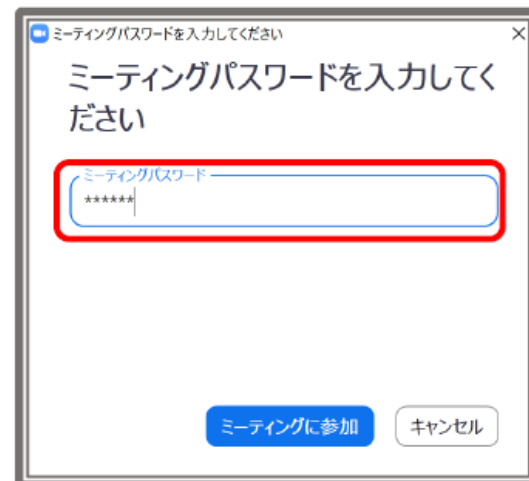 ミーティングパスワードを入力してください
ミーティングパスワードを入力してく
ださい
ミーティングパスワード
******
ミーティングに参加
キャンセル